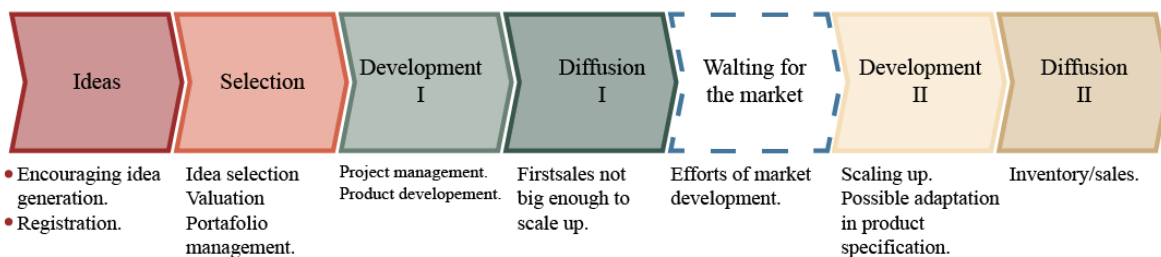 Ideas
Selection
Development
I
Diffusion
I
Walting for
the market
Development
II
Diffusion
II
• Encouraging idea
generation.
• Registration.
Idea selection
Valuation
Portafolio
management.
Project management.
Product developement.
Firstsales not
big enough to
scale up.
Efforts of market
development.
Scaling up.
Possible adaptation
in product
specification.
Inventory/sales.